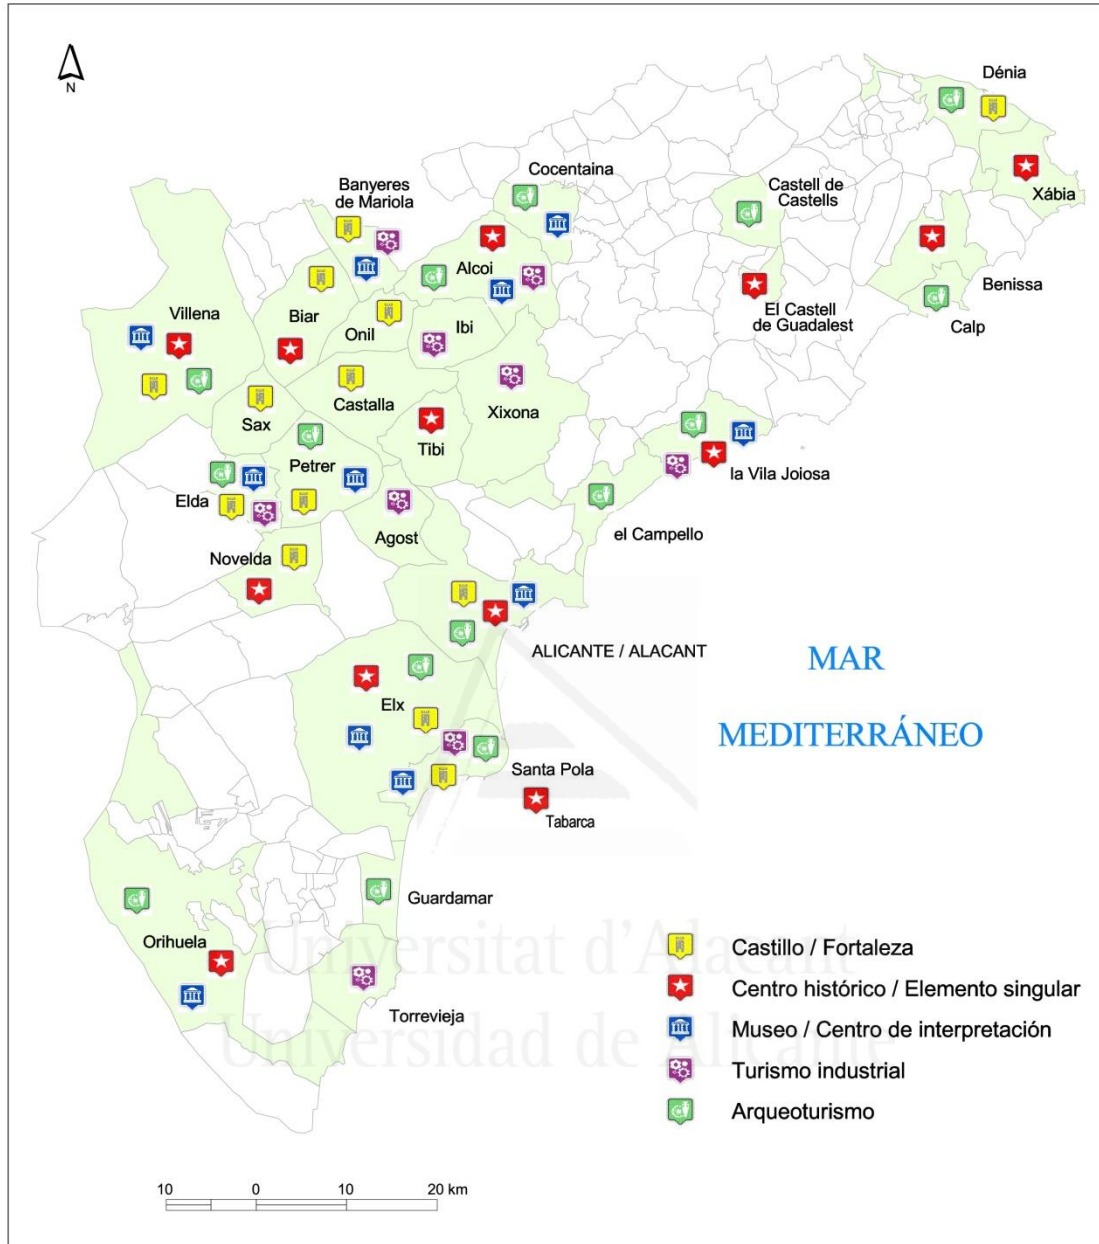 N
Dénia
Cocentaina
Banyeres
de Mariola
Castell de
Castells
Xábia
Alcoi
Benissa
Villena
Biar
Onil
Ibi
El Castell
de Guadalest
Calp
Castalla
Xixona
Sax
Tibi
Petrer
la Vila Joiosa
Elda
Agost
el Campello
Novelda
ALICANTE / ALACANT
MAR
MEDITERRÁNEO
Elx
Santa Pola
Tabarca
Guardamar
Orihuela
Torrevieja
Universitat d'Alacant
Universidad de Alicante
Castillo / Fortaleza
Centro histórico / Elemento singular
Museo / Centro de interpretación
Turismo industrial
Arqueoturismo
10 0 10 20 km